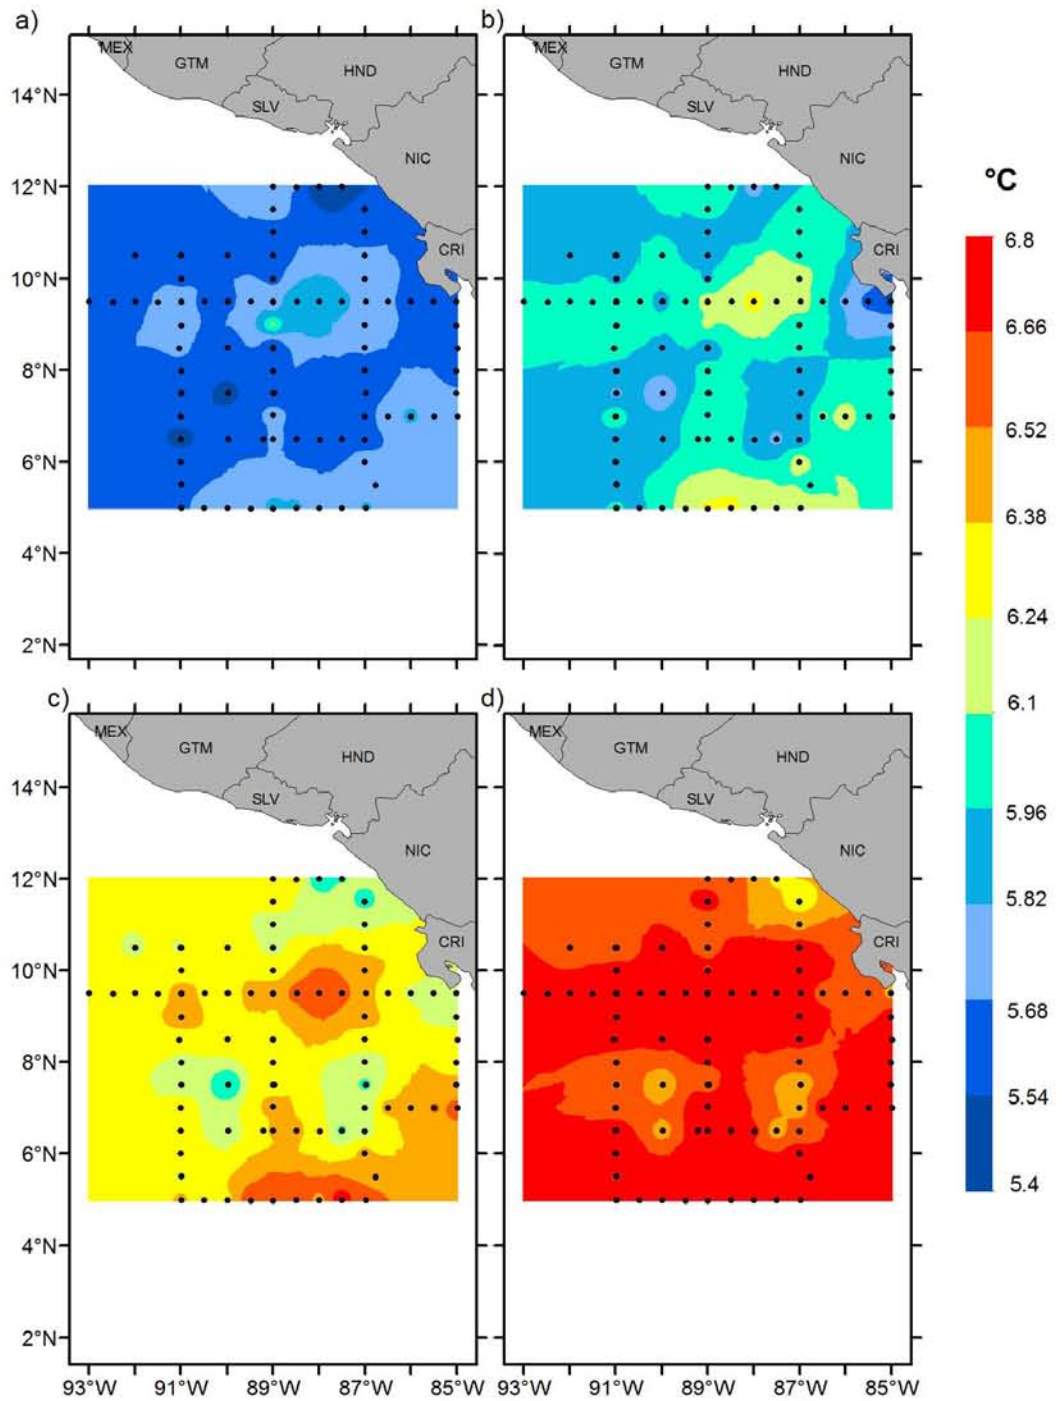 a)
b)
MEX
GTM
HND
SLV
NIC
CRI
MEX
GTM
HND
SLV
NIC
CRI
14°N
12°N
10°N
8°N
6°N
4°N
2°N
°C
6.8
6.66
6.52
6.38
6.24
6.1
5.96
5.82
5.68
5.54
5.4
c)
d)
MEX
GTM
HND
SLV
NIC
CRI
MEX
GTM
HND
SLV
NIC
CRI
14°N
12°N
10°N
8°N
6°N
4°N
2°N
93°W 91°W 89°W 87°W 85°W
93°W 91°W 89°W 87°W 85°W